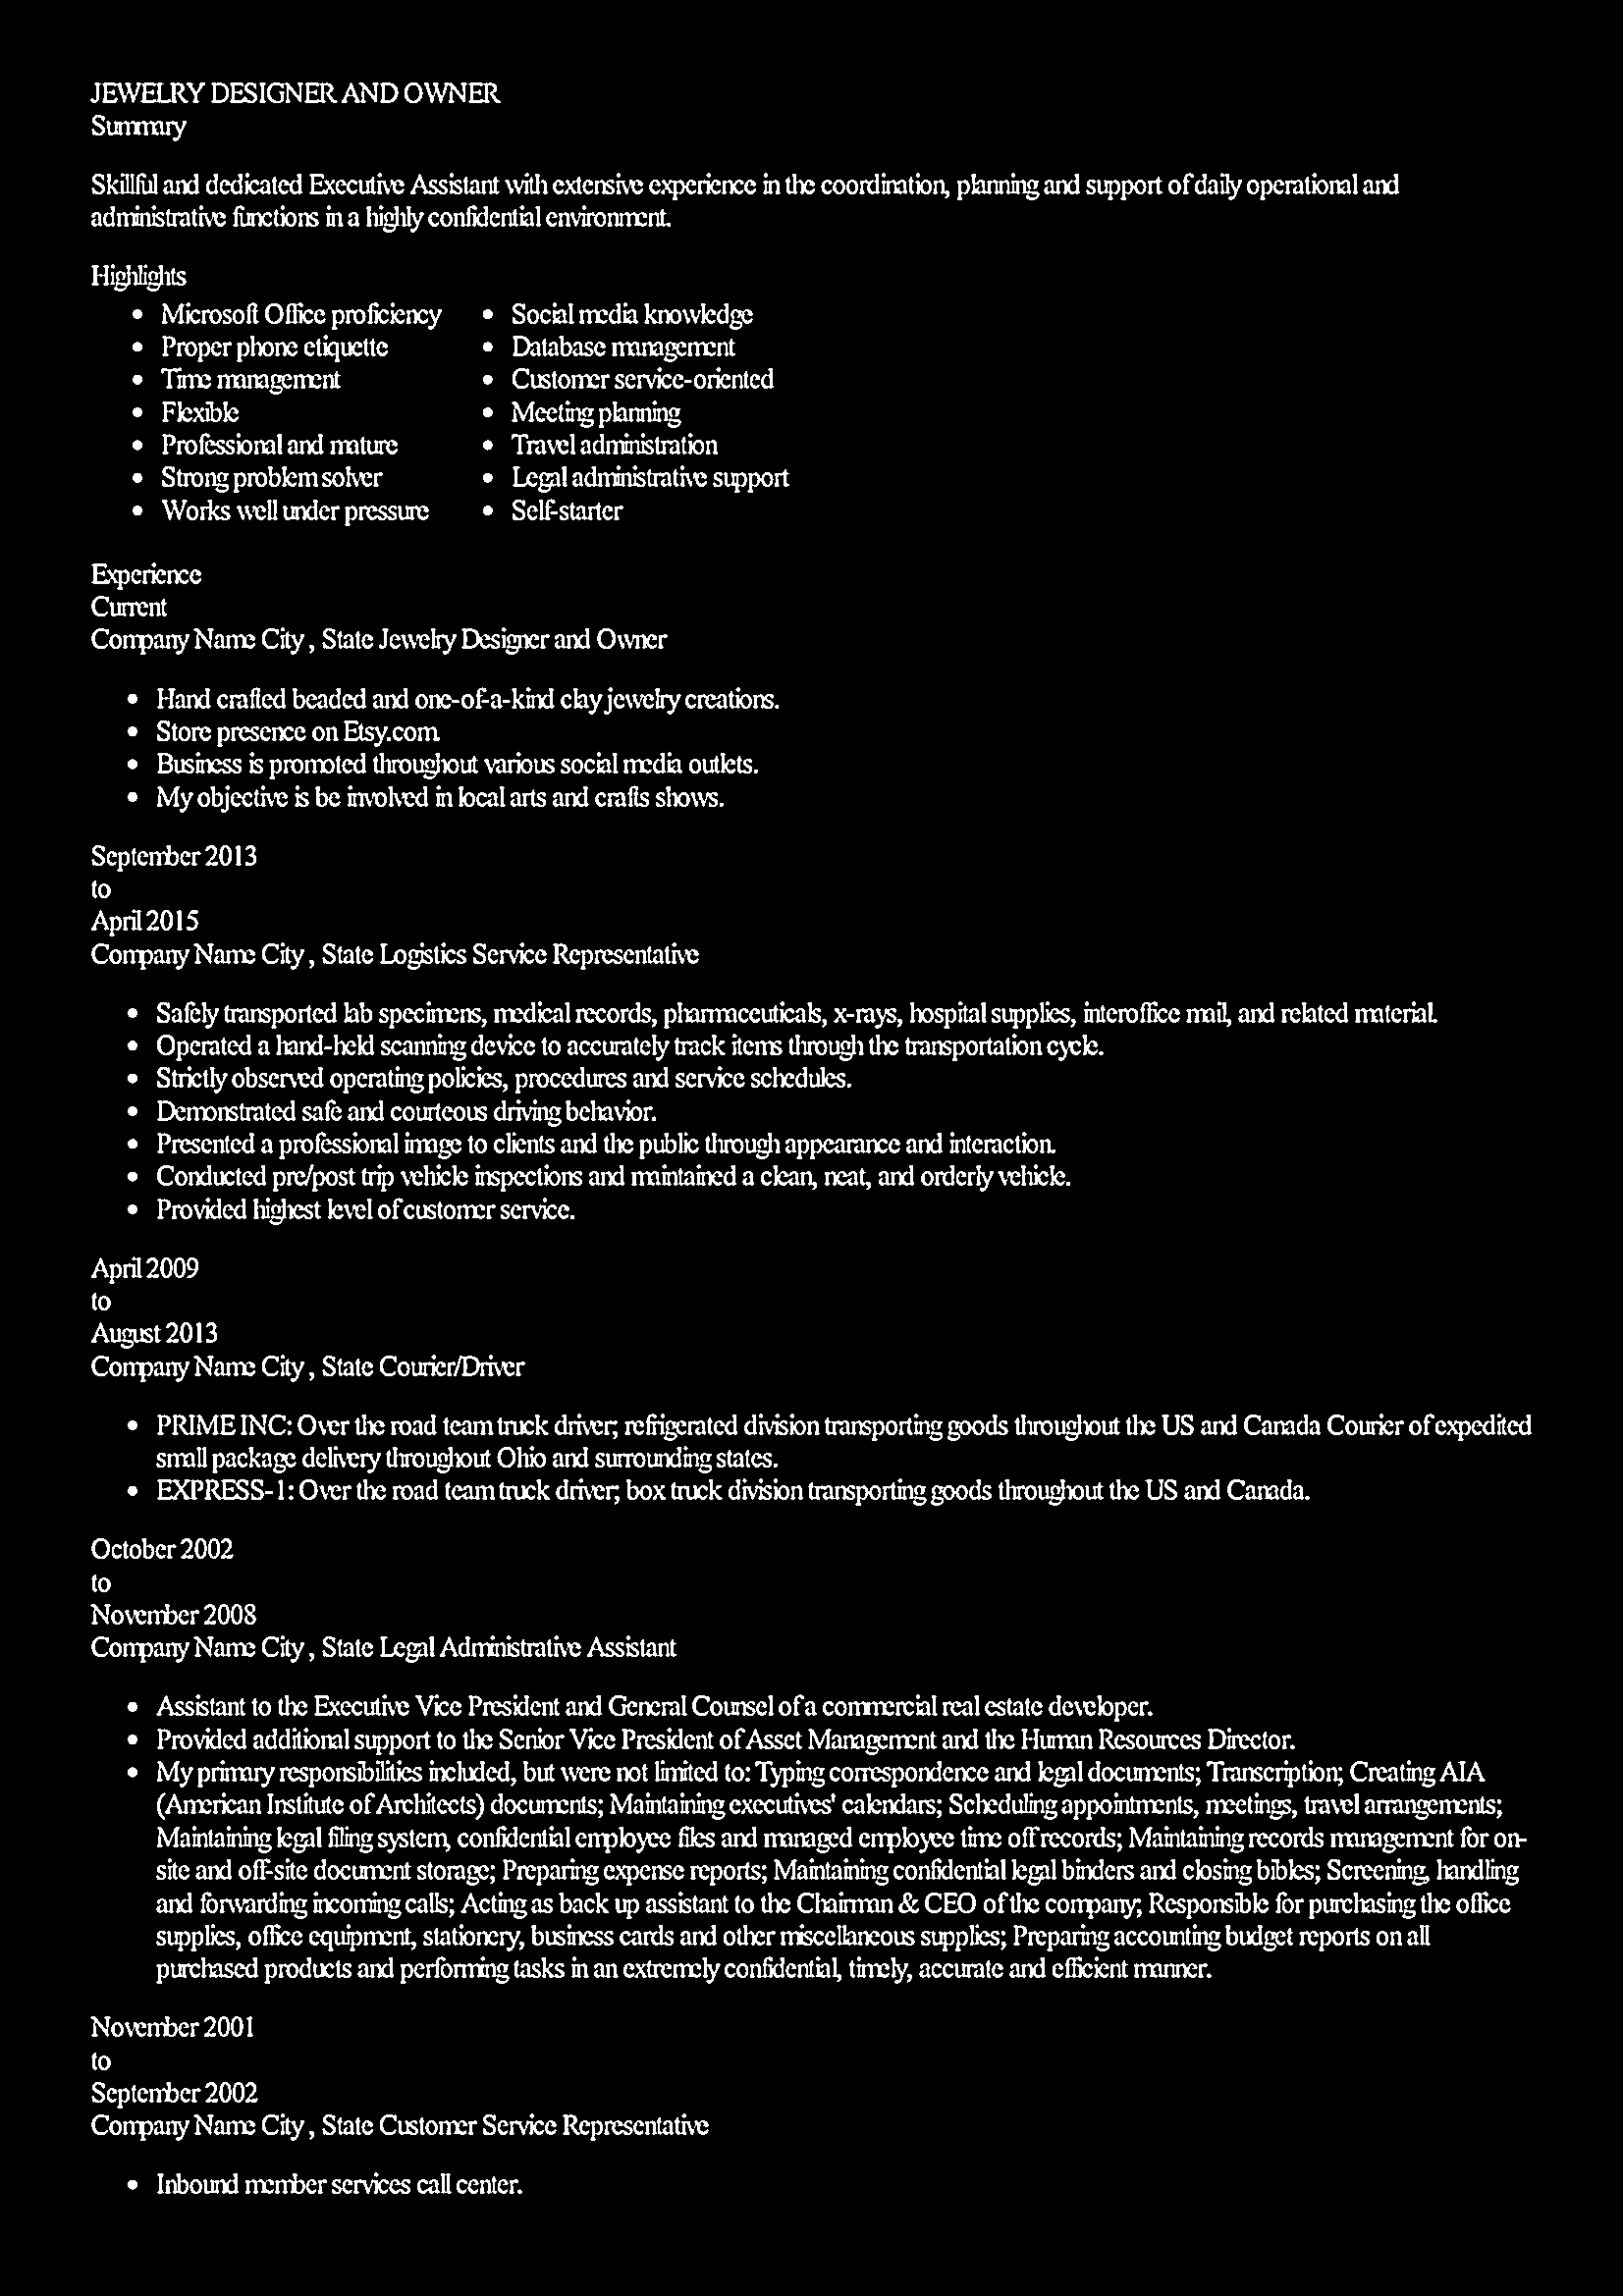 JEWELRY DESIGNER AND OWNER
Summary
Skillful and dedicated Executive Assistant with extensive experience in the coordination, planning and support of daily operational and
administrative functions in a highly confidential environment.
Highlights
• Microsoft Office proficiency
• Proper phone etiquette
• Time management
• Flexible
• Professional and mature
• Strong problem solver
• Works well under pressure
• Social media knowledge
• Database management
• Customer service-oriented
• Meeting planning
• Travel administration
• Legal administrative support
• Self-starter
Experience
Current
Company Name City , State Jewelry Designer and Owner
• Hand crafted beaded and one-of-a-kind clay jewelry creations.
• Store presence on Etsy.com.
• Business is promoted throughout various social media outlets.
• My objective is be involved in local arts and crafts shows.
September 2013
to
April 2015
Company Name City , State Logistics Service Representative
• Safely transported lab specimens, medical records, pharmaceuticals, x-rays, hospital supplies, interoffice mail, and related material.
• Operated a hand-held scanning device to accurately track items through the transportation cycle.
• Strictly observed operating policies, procedures and service schedules.
• Demonstrated safe and courteous driving behavior.
• Presented a professional image to clients and the public through appearance and interaction.
• Conducted pre/post trip vehicle inspections and maintained a clean, neat, and orderly vehicle.
• Provided highest level of customer service.
April 2009
to
August 2013
Company Name City , State Courier/Driver
• PRIME INC: Over the road team truck driver; refrigerated division transporting goods throughout the US and Canada Courier of expedited
small package delivery throughout Ohio and surrounding states.
• EXPRESS-1: Over the road team truck driver; box truck division transporting goods throughout the US and Canada.
October 2002
to
November 2008
Company Name City , State Legal Administrative Assistant
• Assistant to the Executive Vice President and General Counsel of a commercial real estate developer.
• Provided additional support to the Senior Vice President of Asset Management and the Human Resources Director.
• My primary responsibilities included, but were not limited to: Typing correspondence and legal documents; Transcription; Creating AIA
(American Institute of Architects) documents; Maintaining executives' calendars; Scheduling appointments, meetings, travel arrangements;
Maintaining legal filing system, confidential employee files and managed employee time off records; Maintaining records management for on-
site and off-site document storage; Preparing expense reports; Maintaining confidential legal binders and closing bibles; Screening, handling
and forwarding incoming calls; Acting as back up assistant to the Chairman & CEO of the company; Responsible for purchasing the office
supplies, office equipment, stationery, business cards and other miscellaneous supplies; Preparing accounting budget reports on all
purchased products and performing tasks in an extremely confidential, timely, accurate and efficient manner.
November 2001
to
September 2002
Company Name City , State Customer Service Representative
• Inbound member services call center.